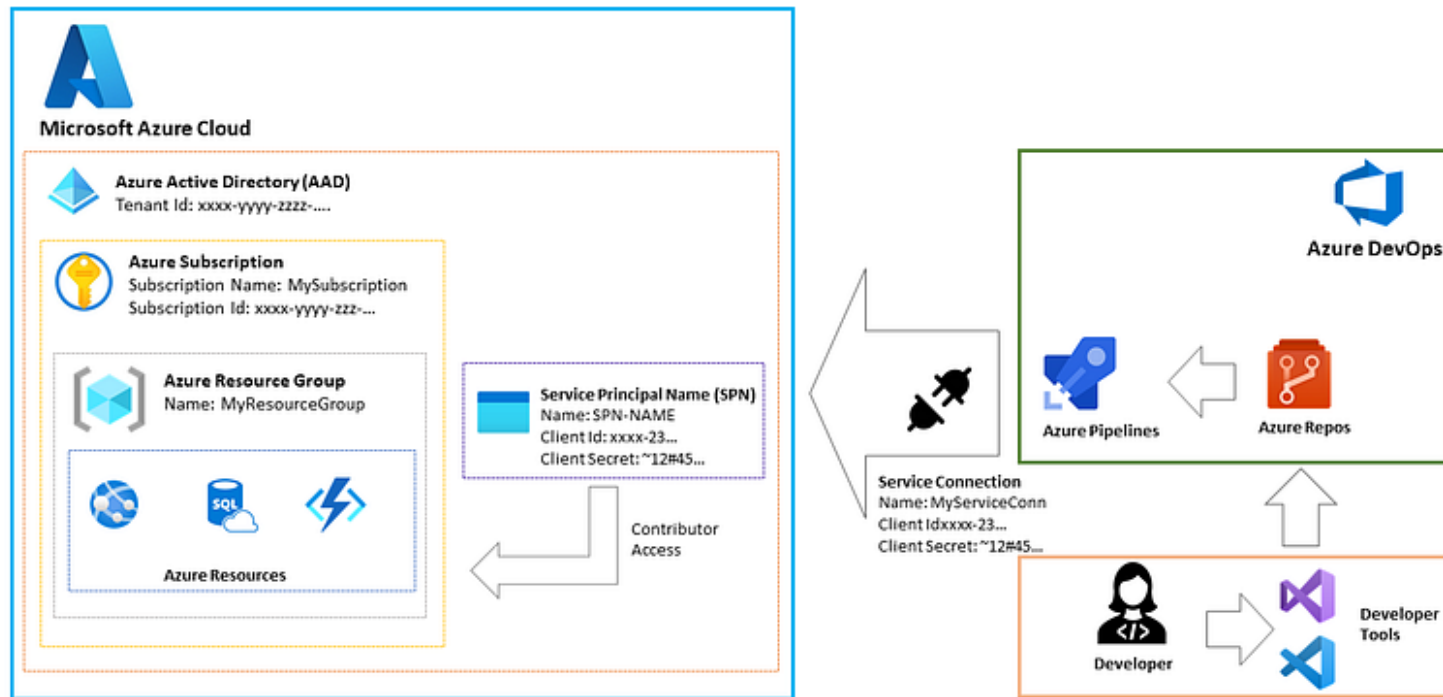 Microsoft Azure Cloud
Azure Active Directory (AAD)
Tenant Id: xxxx-yyyy-zzzz-....
Azure Subscription
Subscription Name: MySubscription
Subscription Id: xxxx-yyyy-zzz-...
Azure Resource Group
Name: MyResourceGroup
SQL
Azure Resources
Service Principal Name (SPN)
Name: SPN-NAME
Client Id: xxxx-23...
Client Secret: ~12#45...
Contributor
Access
Service Connection
Name: MyServiceConn
Client Idxxxx-23...
Client Secret: ~12#45...
Azure DevOps
Azure Pipelines
Azure Repos
</>
Developer
Developer
Tools